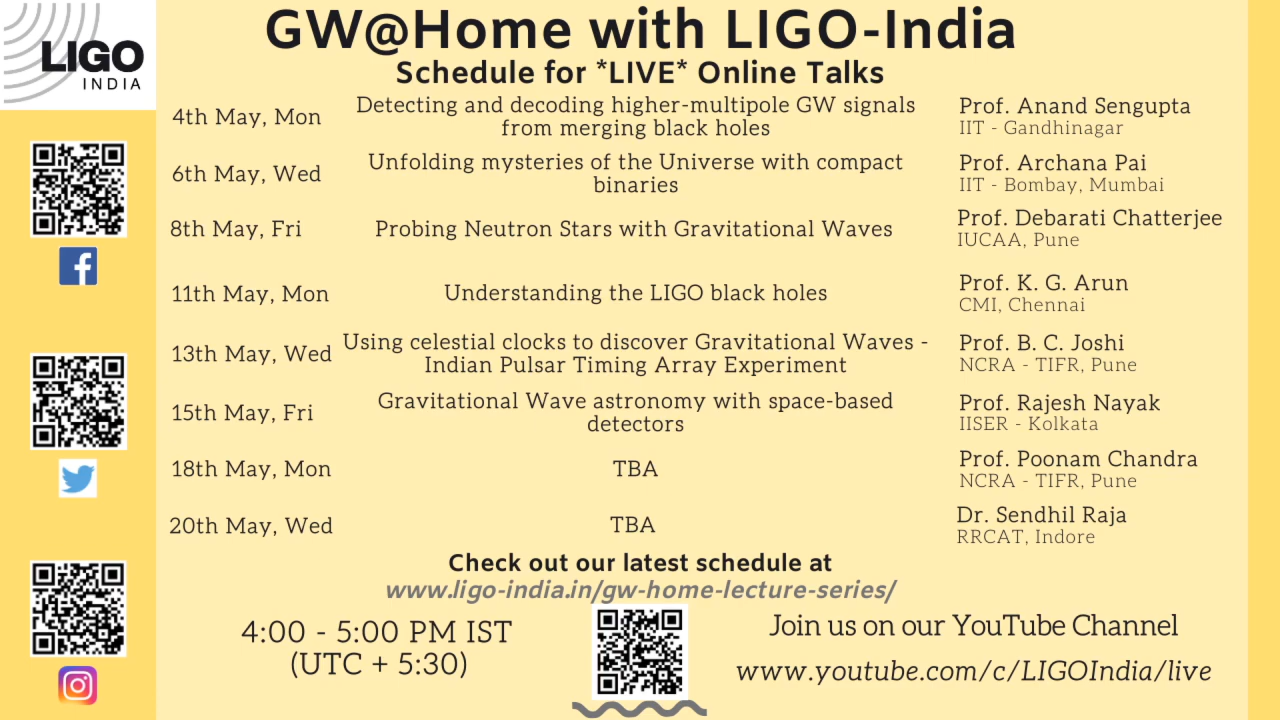 LIGO
INDIA
GW@Home with LIGO-India
Schedule for *LIVE* Online Talks
4th May, Mon
Detecting and decoding higher-multipole GW signals
from merging black holes
Prof. Anand Sengupta
IIT - Gandhinagar
6th May, Wed
Unfolding mysteries of the Universe with compact
binaries
Prof. Archana Pai
IIT - Bombay, Mumbai
8th May, Fri
Probing Neutron Stars with Gravitational Waves
Prof. Debarati Chatterjee
IUCAA, Pune
11th May, Mon
Understanding the LIGO black holes
Prof. K. G. Arun
CMI, Chennai
13th May, Wed
Using celestial clocks to discover Gravitational Waves -
Indian Pulsar Timing Array Experiment
Prof. B. C. Joshi
NCRA - TIFR, Pune
15th May, Fri
Gravitational Wave astronomy with space-based
detectors
Prof. Rajesh Nayak
IISER - Kolkata
18th May, Mon
TBA
Prof. Poonam Chandra
NCRA - TIFR, Pune
20th May, Wed
TBA
Dr. Sendhil Raja
RRCAT, Indore
Check out our latest schedule at
www.ligo-india.in/gw-home-lecture-series/
4:00 - 5:00 PM IST
(UTC + 5:30)
Join us on our YouTube Channel
www.youtube.com/c/LIGOIndia/live